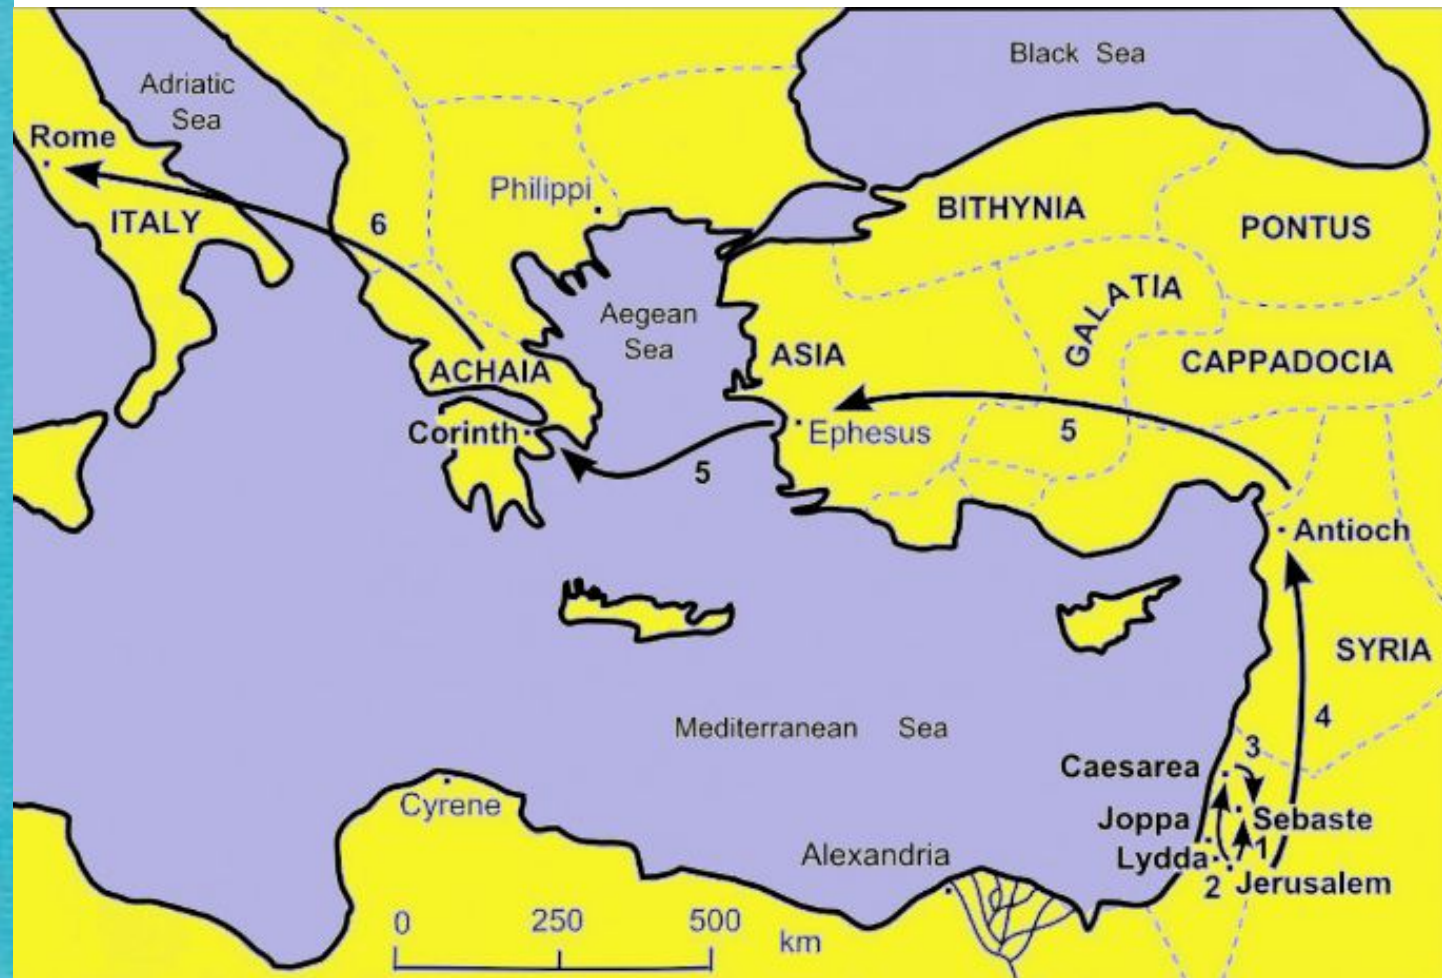 Black Sea
Adriatic
Sea
Rome
Philippi
ITALY
6
BITHYNIA
PONTUS
GALATIA
Aegean
Sea
ASIA
CAPPADOCIA
ACHAIA
Corinth
Ephesus
5
5
Antioch
SYRIA
Mediterranean Sea
4
3
Caesarea
Cyrene
Joppa
Sebaste
Alexandria
Lydda
1
2
Jerusalem
0 250 500
km